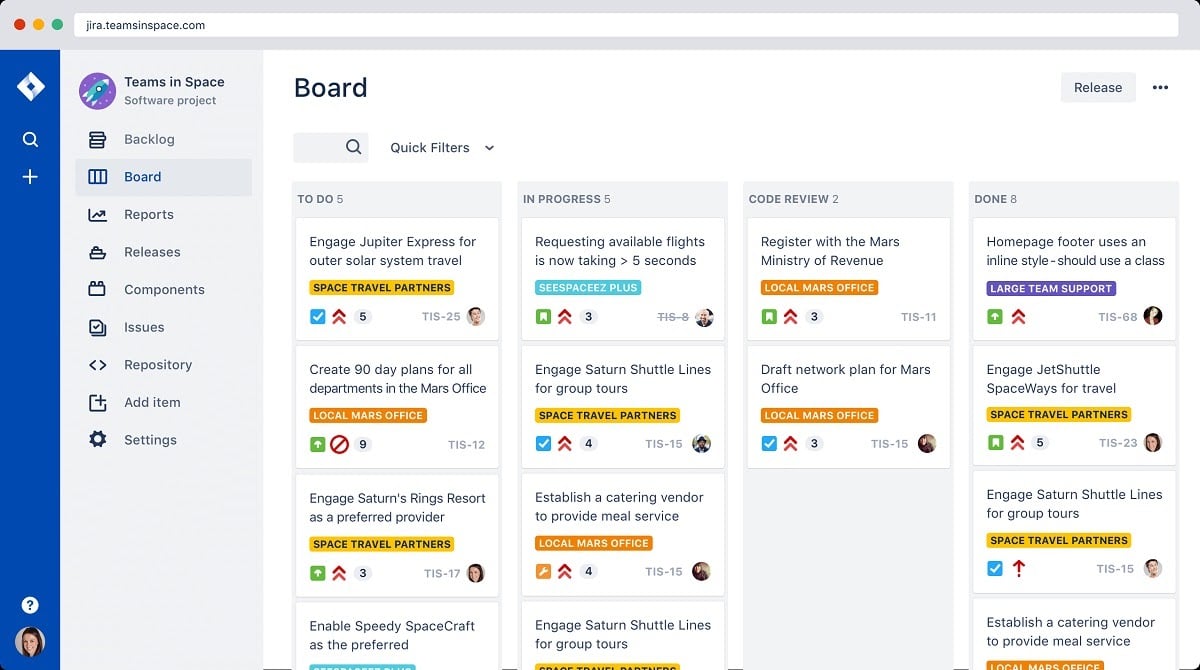 jira.teamsinspace.com
Teams in Space
Software project
Backlog
Board
Reports
Releases
Components
Issues
Repository
Add item
Settings
?
Board
Release
Quick Filters
TO DO 5
Engage Jupiter Express for
outer solar system travel
SPACE TRAVEL PARTNERS
5 TIS-25
Create 90 day plans for all
departments in the Mars Office
LOCAL MARS OFFICE
9 TIS-12
Engage Saturn's Rings Resort
as a preferred provider
SPACE TRAVEL PARTNERS
3 TIS-17
Enable Speedy SpaceCraft
as the preferred
SEESPACEEZ PLUS
IN PROGRESS 5
Requesting available flights
is now taking > 5 seconds
SEESPACEEZ PLUS
3 TIS-8
Engage Saturn Shuttle Lines
for group tours
SPACE TRAVEL PARTNERS
4 TIS-15
Establish a catering vendor
to provide meal service
LOCAL MARS OFFICE
4 TIS-15
Engage Saturn Shuttle Lines
for group tours
SPACE TRAVEL PARTNERS
CODE REVIEW 2
Register with the Mars
Ministry of Revenue
LOCAL MARS OFFICE
3 TIS-11
Draft network plan for Mars
Office
LOCAL MARS OFFICE
3 TIS-15
DONE 8
Homepage footer uses an
inline style-should use a class
LARGE TEAM SUPPORT
TIS-68
Engage JetShuttle
SpaceWays for travel
SPACE TRAVEL PARTNERS
5 TIS-23
Engage Saturn Shuttle Lines
for group tours
SPACE TRAVEL PARTNERS
TIS-15
Establish a catering vendor
to provide meal service
LOCAL MARS OFFICE